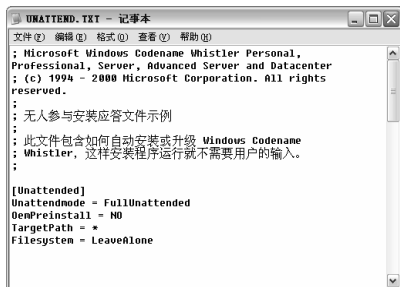 UNATTEND.TXT - 记事本
文件(F) 编辑(E) 格式(O) 查看(V) 帮助(H)
; Microsoft Windows Codename Whistler Personal,
Professional, Server, Advanced Server and Datacenter
; (c) 1994 - 2000 Microsoft Corporation. All rights
reserved.
;
; 无人参与安装应答文件示例
;
; 此文件包含如何自动安装或升级 Windows Codename
; Whistler，这样安装程序运行就不需要用户的输入。
;
[Unattended]
Unattendmode = FullUnattended
OemPreinstall = NO
TargetPath = *
Filesystem = LeaveAlone